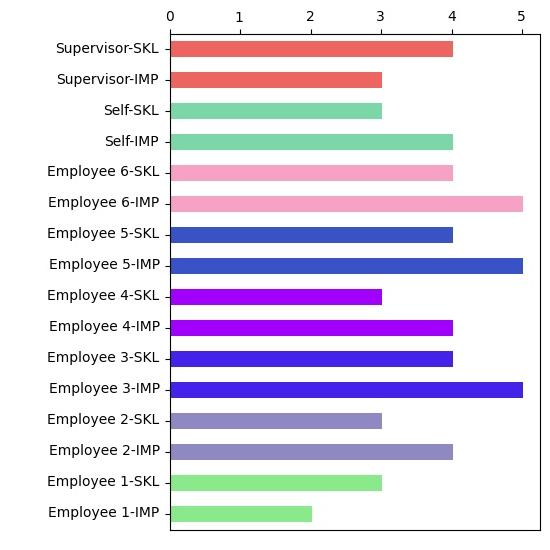 0 1 2 3 4 5
Supervisor-SKL
Supervisor-IMP
Self-SKL
Self-IMP
Employee 6-SKL
Employee 6-IMP
Employee 5-SKL
Employee 5-IMP
Employee 4-SKL
Employee 4-IMP
Employee 3-SKL
Employee 3-IMP
Employee 2-SKL
Employee 2-IMP
Employee 1-SKL
Employee 1-IMP